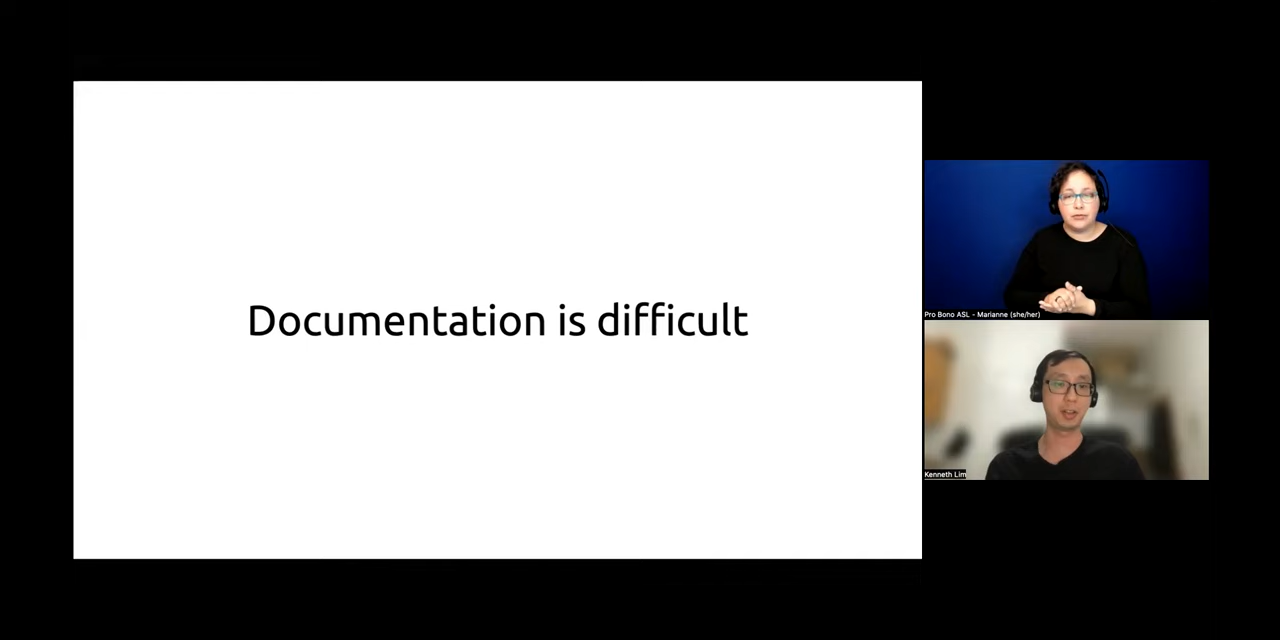 Documentation is difficult
Pro Bono ASL - Marianne (she/her)
Kenneth Lim